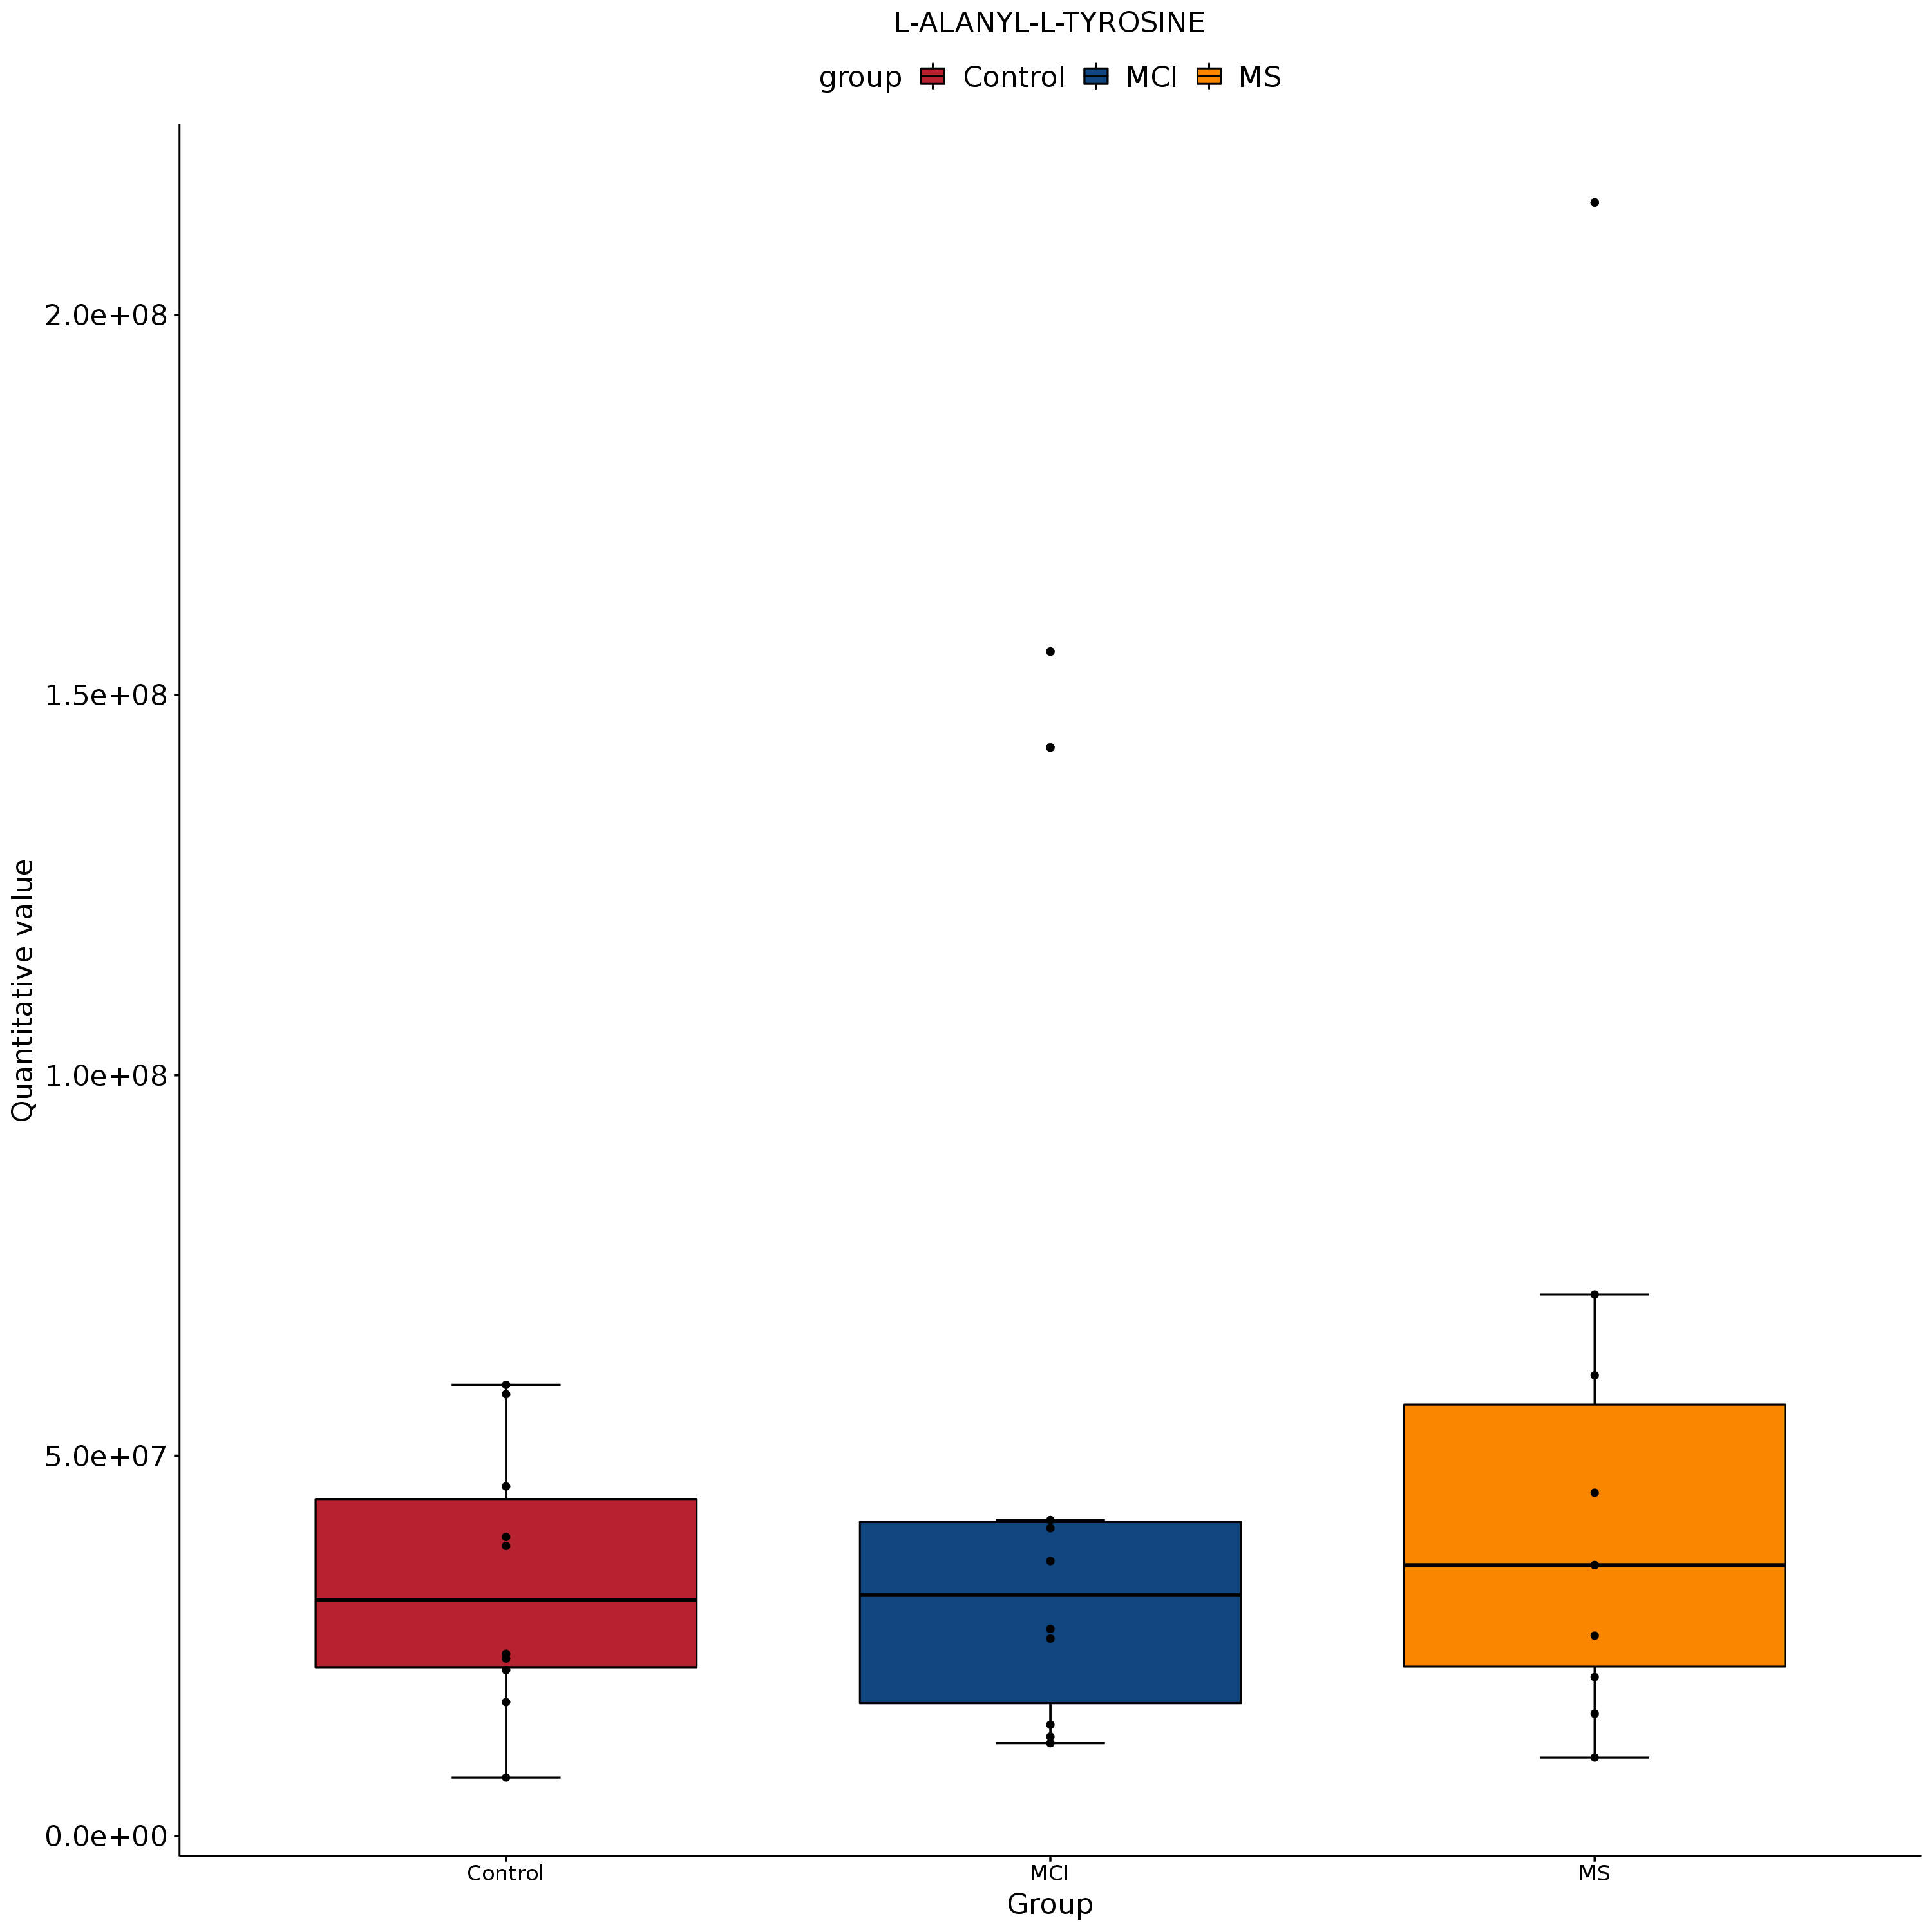 L-ALANYL-L-TYROSINE
group Control MCI MS
Quantitative value
2.0e+08
1.5e+08
1.0e+08
5.0e+07
0.0e+00
Control MCI MS
Group